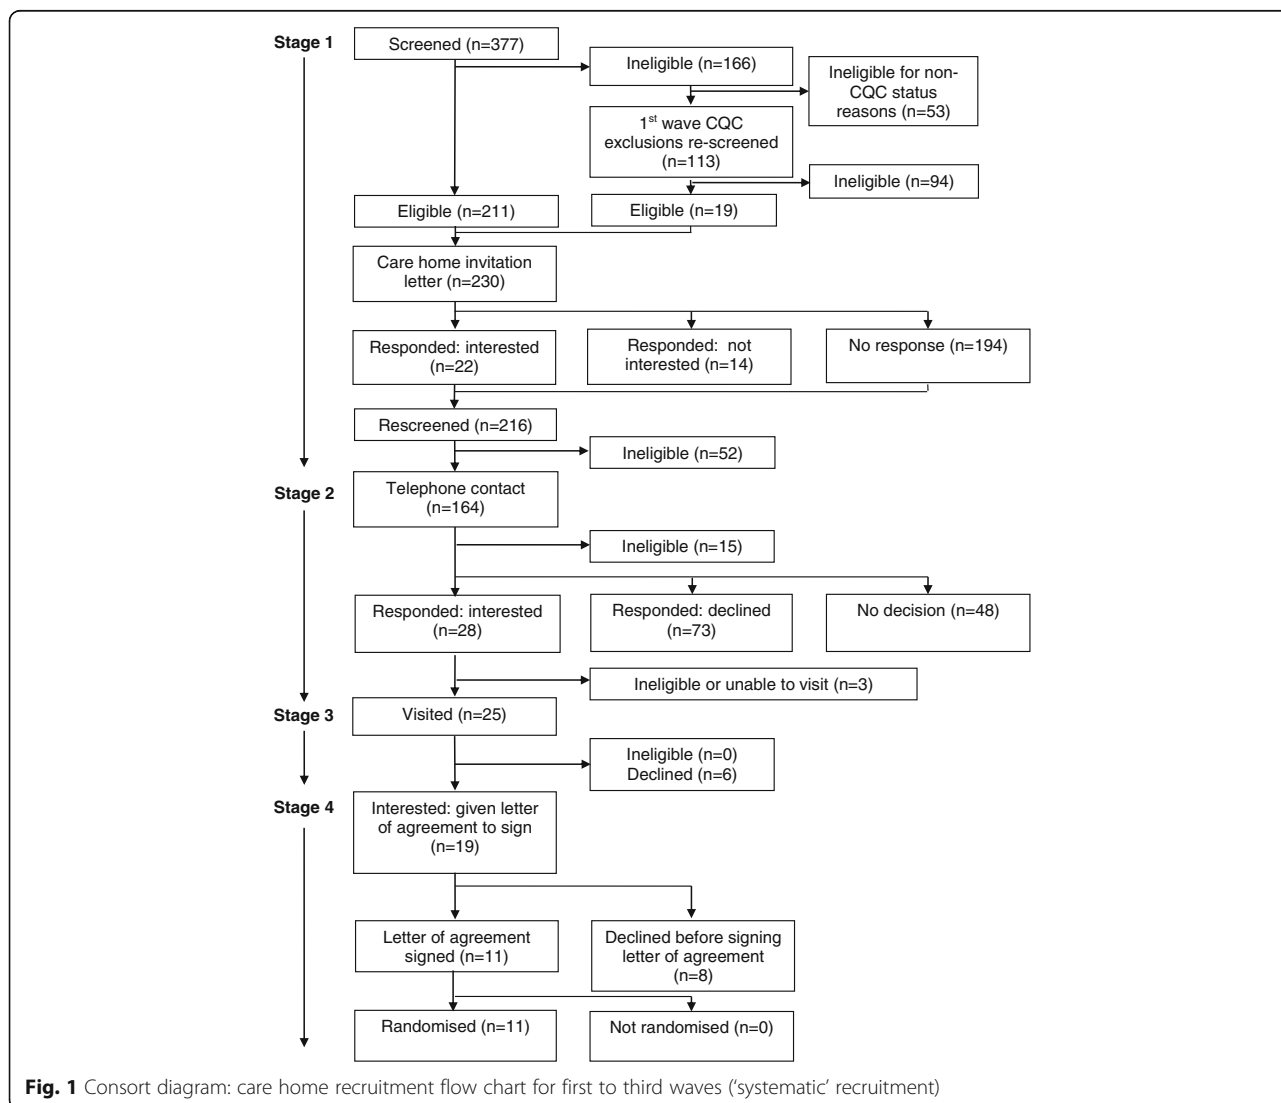 Stage 1
Screened (n=377)
Ineligible (n=166)
Ineligible for non-
CQC status
reasons (n=53)
1st wave CQC
exclusions re-screened
(n=113)
Ineligible (n=94)
Eligible (n=211)
Eligible (n=19)
Care home invitation
letter (n=230)
Responded: interested
(n=22)
Responded: not
interested (n=14)
No response (n=194)
Rescreened (n=216)
Ineligible (n=52)
Stage 2
Telephone contact
(n=164)
Ineligible (n=15)
Responded: interested
(n=28)
Responded: declined
(n=73)
No decision (n=48)
Ineligible or unable to visit (n=3)
Stage 3
Visited (n=25)
Ineligible (n=0)
Declined (n=6)
Stage 4
Interested: given letter
of agreement to sign
(n=19)
Letter of agreement
signed (n=11)
Declined before signing
letter of agreement
(n=8)
Randomised (n=11)
Not randomised (n=0)
Fig. 1 Consort diagram: care home recruitment flow chart for first to third waves (‘systematic’ recruitment)